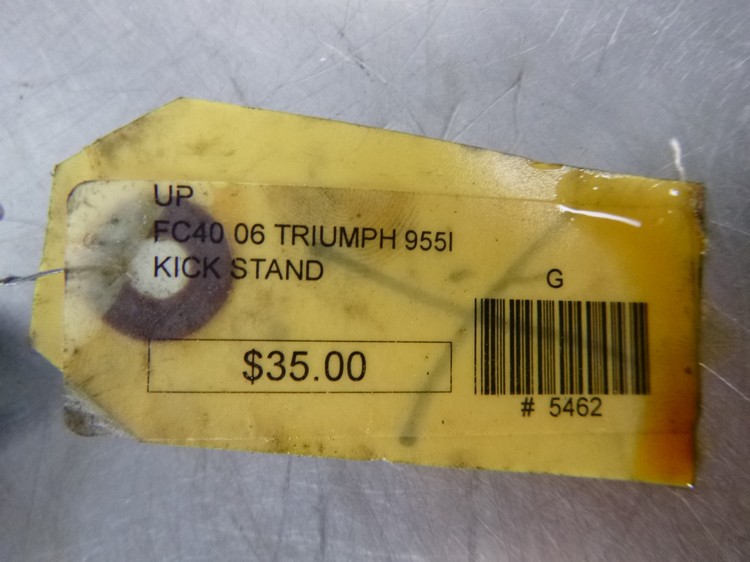 UP
FC40 06 TRIUMPH 955I
KICK STAND
G
$35.00
# 5462